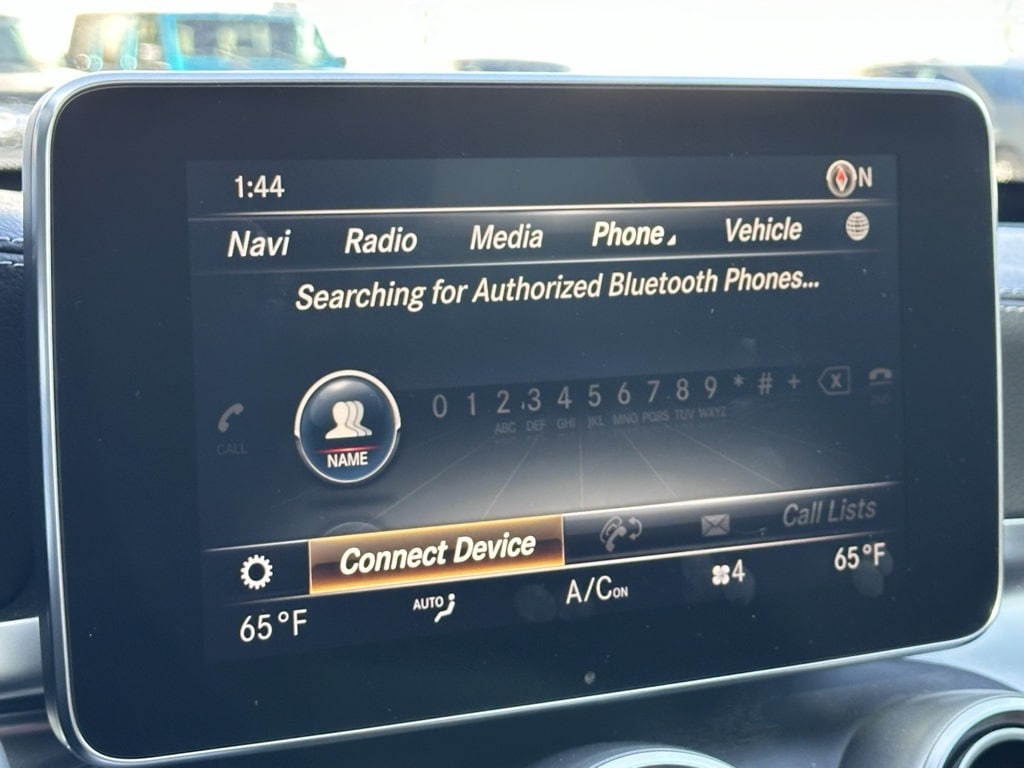 1:44 N
Navi Radio Media Phone Vehicle
Searching for Authorized Bluetooth Phones...
0 1 2 3 4 5 6 7 8 9 * # +
CALL ABC DEF GHI JKL MNO PQRS TUV WXYZ END
NAME
Connect Device Call Lists
65°F AUTO A/C ON 4 65°F